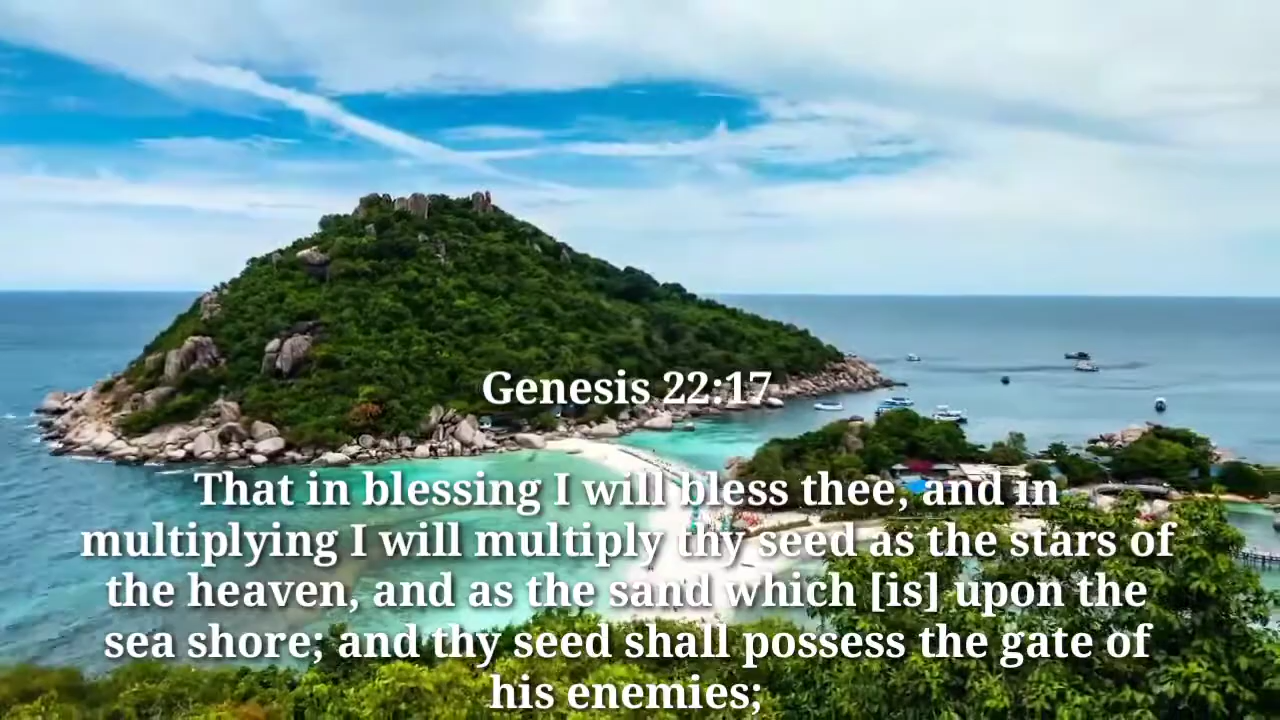 Genesis 22:17
That in blessing I will bless thee, and in
multiplying I will multiply thy seed as the stars of
the heaven, and as the sand which [is] upon the
sea shore; and thy seed shall possess the gate of
his enemies;